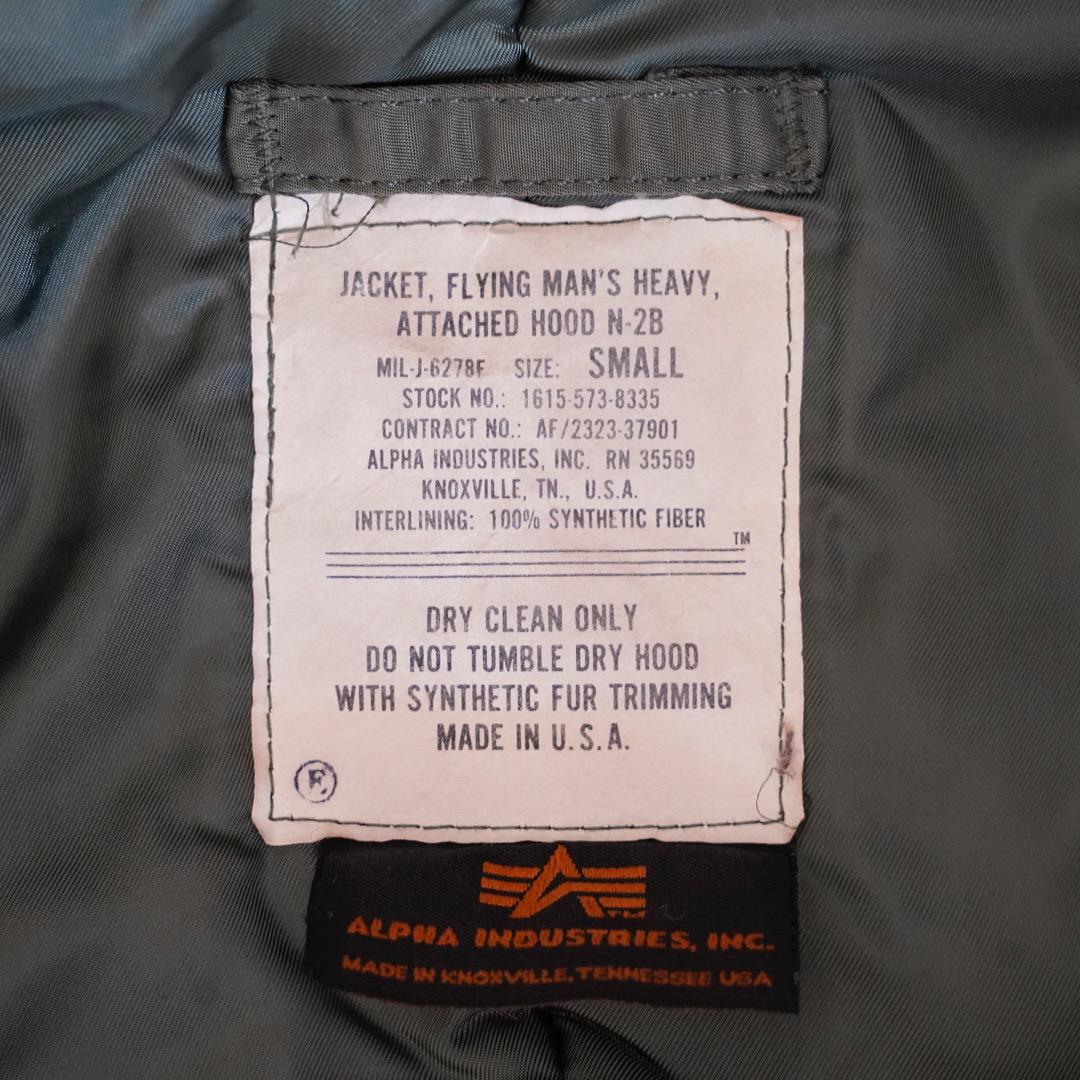 JACKET, FLYING MAN'S HEAVY,
ATTACHED HOOD N-2B
MIL-J-6278F SIZE: SMALL
STOCK NO.: 1615-573-8335
CONTRACT NO.: AF/2323-37901
ALPHA INDUSTRIES, INC. RN 35569
KNOXVILLE, TN., U.S.A.
INTERLINING: 100% SYNTHETIC FIBER
TM
DRY CLEAN ONLY
DO NOT TUMBLE DRY HOOD
WITH SYNTHETIC FUR TRIMMING
MADE IN U.S.A.
E
TM
ALPHA INDUSTRIES, INC.
MADE IN KNOXVILLE, TENNESSEE USA